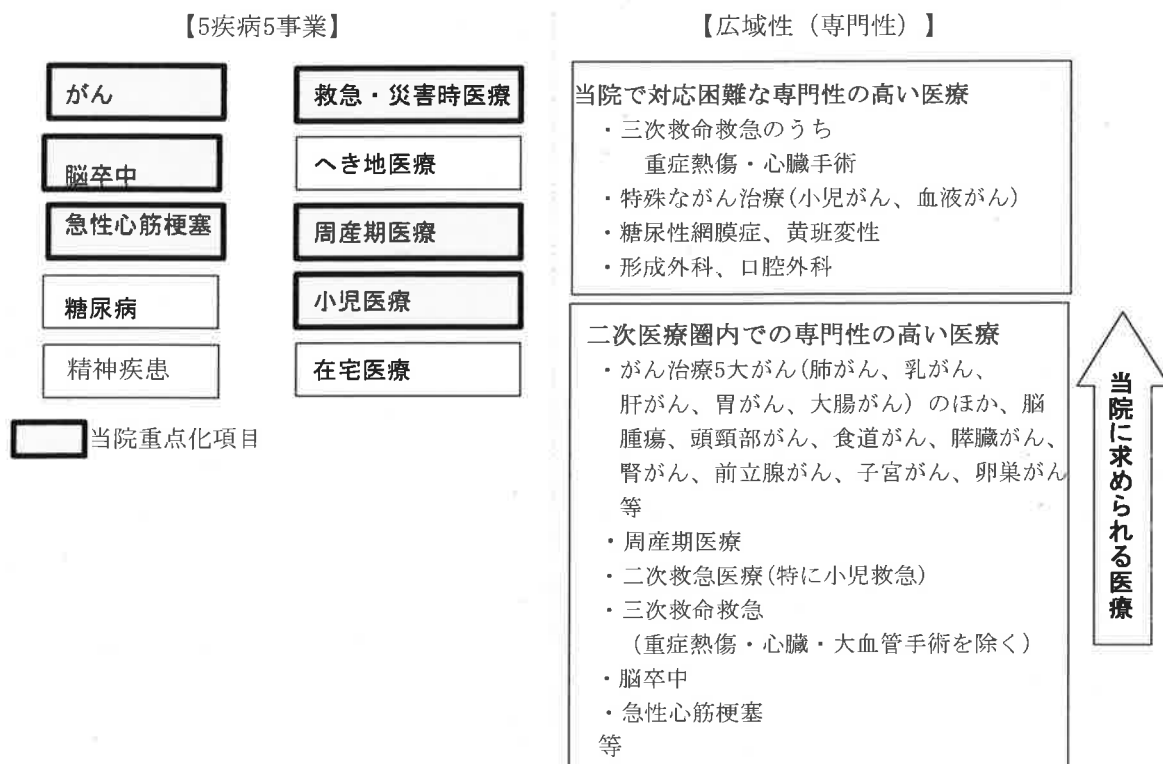 【5疾病5事業】
がん
脳卒中
急性心筋梗塞
糖尿病
精神疾患
救急・災害時医療
へき地医療
周産期医療
小児医療
在宅医療
当院重点化項目
【広域性（専門性）】
当院で対応困難な専門性の高い医療
・三次救命救急のうち
重症熱傷・心臓手術
・特殊ながん治療(小児がん、血液がん)
・糖尿性網膜症、黄斑変性
・形成外科、口腔外科
二次医療圏内での専門性の高い医療
・がん治療5大がん(肺がん、乳がん、
肝がん、胃がん、大腸がん）のほか、脳
腫瘍、頭頸部がん、食道がん、膵臓がん、
腎がん、前立腺がん、子宮がん、卵巣がん
等
・周産期医療
・二次救急医療(特に小児救急)
・三次救命救急
（重症熱傷・心臓・大血管手術を除く）
・脳卒中
・急性心筋梗塞
等
当院に求められる医療